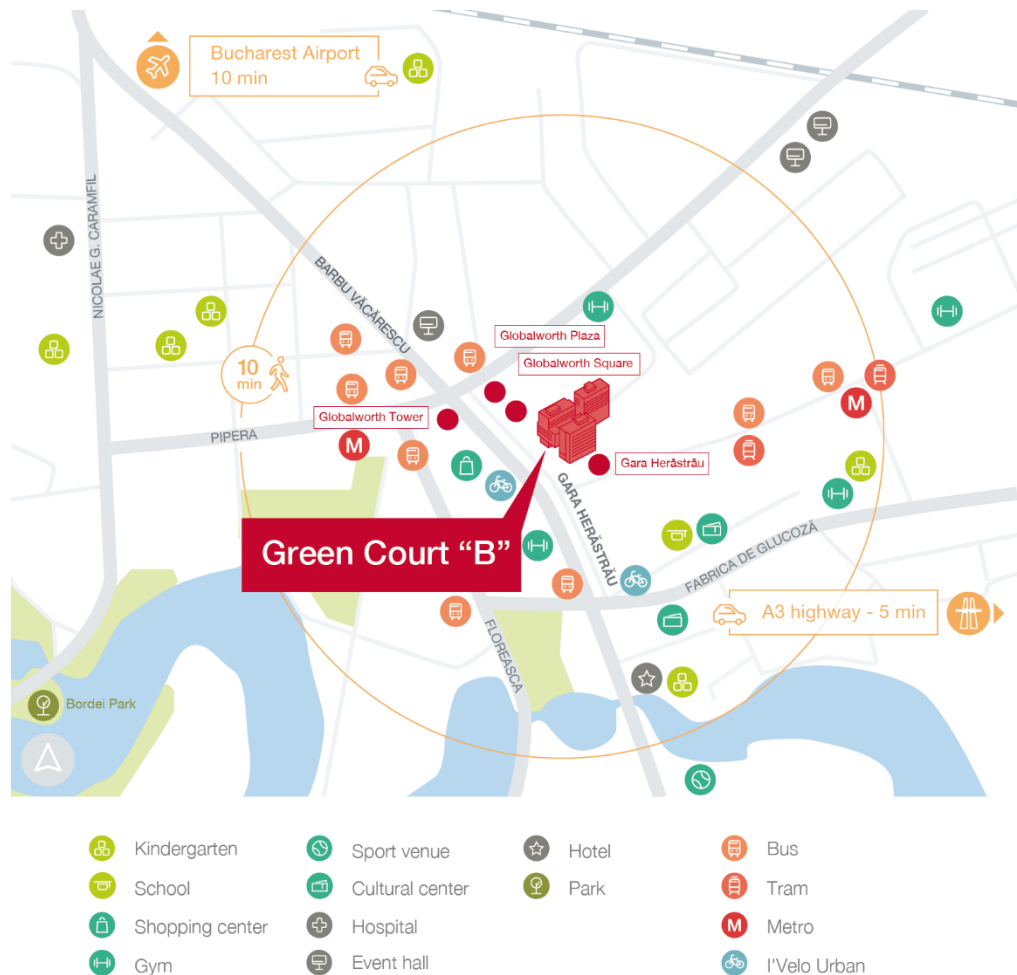 Bucharest Airport
10 min
NICOLAE G. CARAMFIL
BARBU VĂCĂRESCU
Globalworth Plaza
Globalworth Square
10
min
Globalworth Tower
M
PIPERA
M
Gara Herăstrău
GARA HERĂSTRĂU
Green Court “B”
FABRICA DE GLUCOZĂ
A3 highway - 5 min
FLOREASCA
Bordei Park
Kindergarten
Sport venue
Hotel
Bus
School
Cultural center
Park
Tram
Shopping center
Hospital
M
Metro
Gym
Event hall
I'Velo Urban